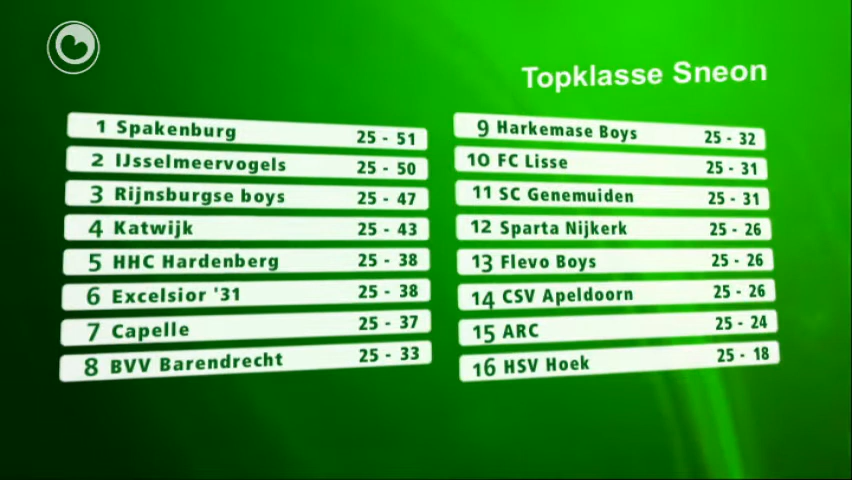 Topklasse Sneon
1 Spakenburg 25 - 51
2 IJsselmeervogels 25 - 50
3 Rijnsburgse boys 25 - 47
4 Katwijk 25 - 43
5 HHC Hardenberg 25 - 38
6 Excelsior '31 25 - 38
7 Capelle 25 - 37
8 BVV Barendrecht 25 - 33
9 Harkemase Boys 25 - 32
10 FC Lisse 25 - 31
11 SC Genemuiden 25 - 31
12 Sparta Nijkerk 25 - 26
13 Flevo Boys 25 - 26
14 CSV Apeldoorn 25 - 26
15 ARC 25 - 24
16 HSV Hoek 25 - 18